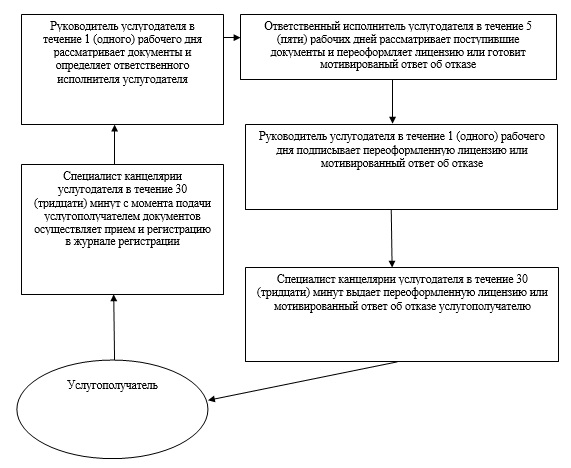 Руководитель услугодателя в
течение 1 (одного) рабочего дня
рассматривает документы и
определяет ответственного
исполнителя услугодателя
Ответственный исполнитель услугодателя в течение 5
(пяти) рабочих дней рассматривает поступившие
документы и переоформляет лицензию или готовит
мотивированый ответ об отказе
Руководитель услугодателя в течение 1 (одного) рабочего
дня подписывает переоформленную лицензию или
мотивированный ответ об отказе
Специалист канцелярии
услугодателя в течение 30
(тридцати) минут с момента подачи
услугополучателем документов
осуществляет прием и регистрацию
в журнале регистрации
Специалист канцелярии услугодателя в течение 30
(тридцати) минут выдает переоформленную лицензию или
мотивированный ответ об отказе услугополучателю
Услугополучатель